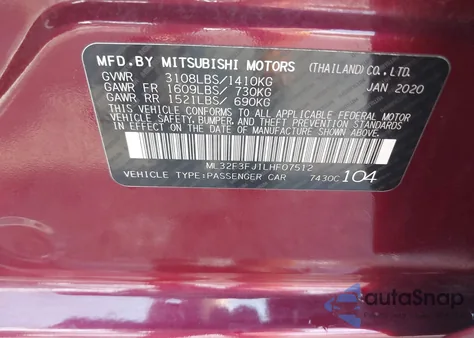 MFD.BY MITSUBISHI MOTORS (THAILAND)CO.,LTD.
GVWR 3108LBS/1410KG JAN 2020
GAWR FR 1609LBS/ 730KG
GAWR RR 1521LBS/ 690KG
THIS VEHICLE CONFORMS TO ALL APPLICABLE FEDERAL MOTOR
VEHICLE SAFETY, BUMPER, AND THEFT PREVENTION
STANDARDS IN EFFECT ON THE DATE OF MANUFACTURE
SHOWN ABOVE.
ML32F3FJ1LHF07512
VEHICLE TYPE:PASSENGER CAR 7430C 104
autoSnap